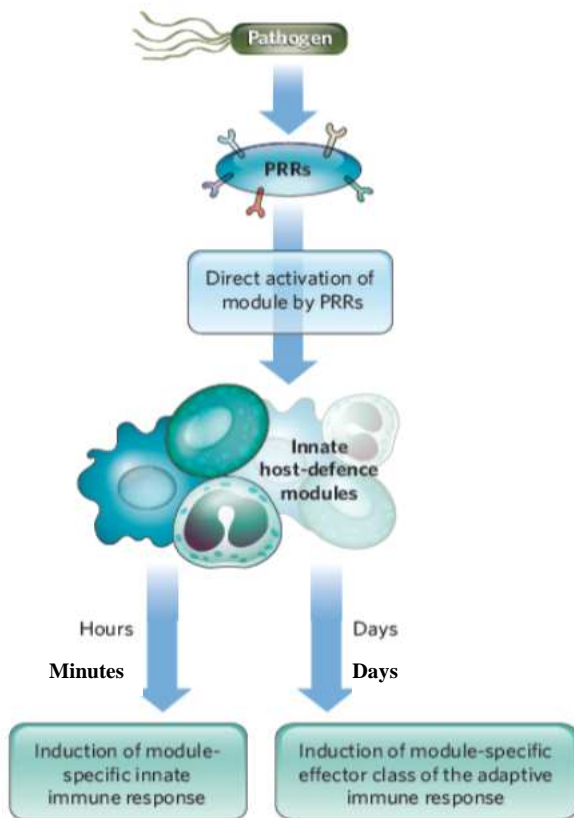 Pathogen
PRRs
Direct activation of
module by PRRs
Innate
host-defence
modules
Hours
Days
Minutes
Days
Induction of module-
specific innate
immune response
Induction of module-specific
effector class of the adaptive
immune response